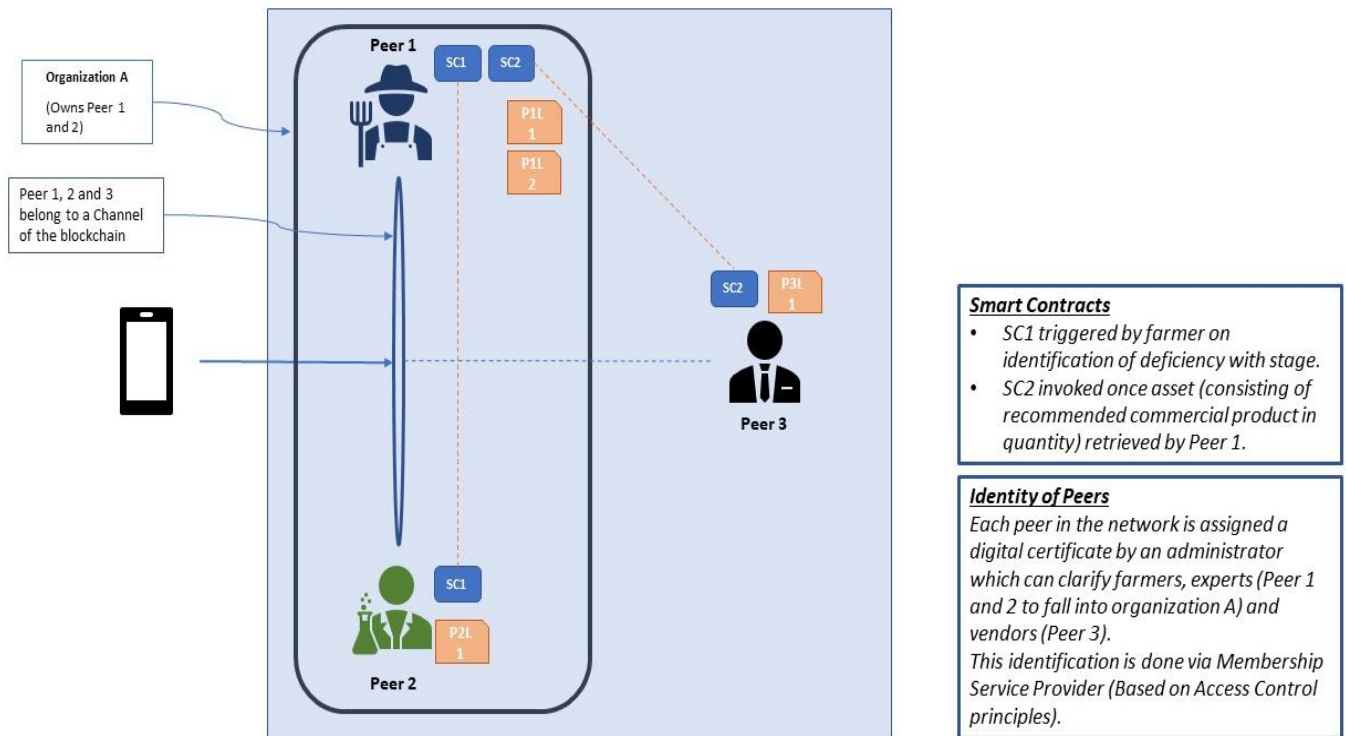 Peer 1
SC1
SC2
Organization A
(Owns Peer 1
and 2)
P1L
1
P1L
2
Peer 1, 2 and 3
belong to a Channel
of the blockchain
SC2
P3L
1
Peer 3
SC1
P2L
1
Peer 2
Smart Contracts
• SC1 triggered by farmer on
identification of deficiency with stage.
• SC2 invoked once asset (consisting of
recommended commercial product in
quantity) retrieved by Peer 1.
Identity of Peers
Each peer in the network is assigned a
digital certificate by an administrator
which can clarify farmers, experts (Peer 1
and 2 to fall into organization A) and
vendors (Peer 3).
This identification is done via Membership
Service Provider (Based on Access Control
principles).